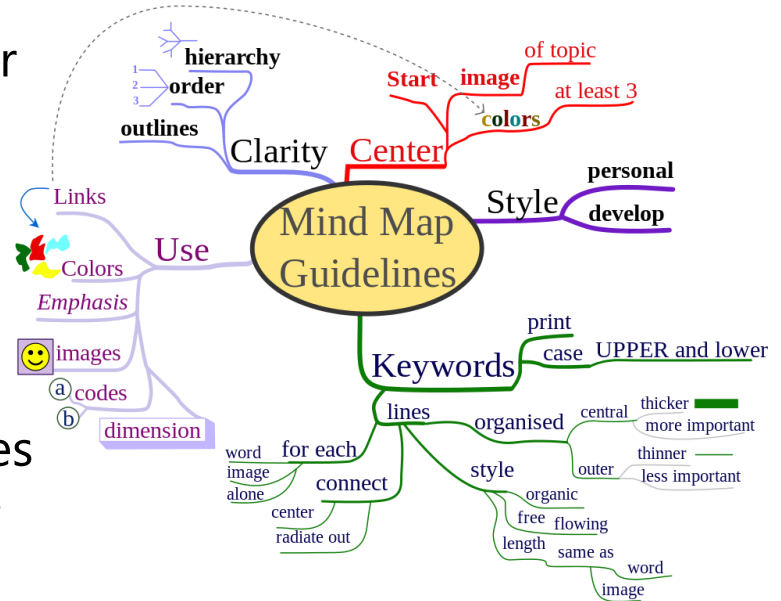 r
es
Mind Map
Guidelines
Clarity
hierarchy
1
2
3
order
outlines
Center
Start
image
of topic
colors
at least 3
Style
personal
develop
Use
Links
Colors
Emphasis
images
codes
a
b
dimension
Keywords
print
case
UPPER and lower
lines
organised
central
thicker
more important
outer
thinner
less important
style
organic
free
flowing
length
same as
word
image
for each
word
image
alone
connect
center
radiate out